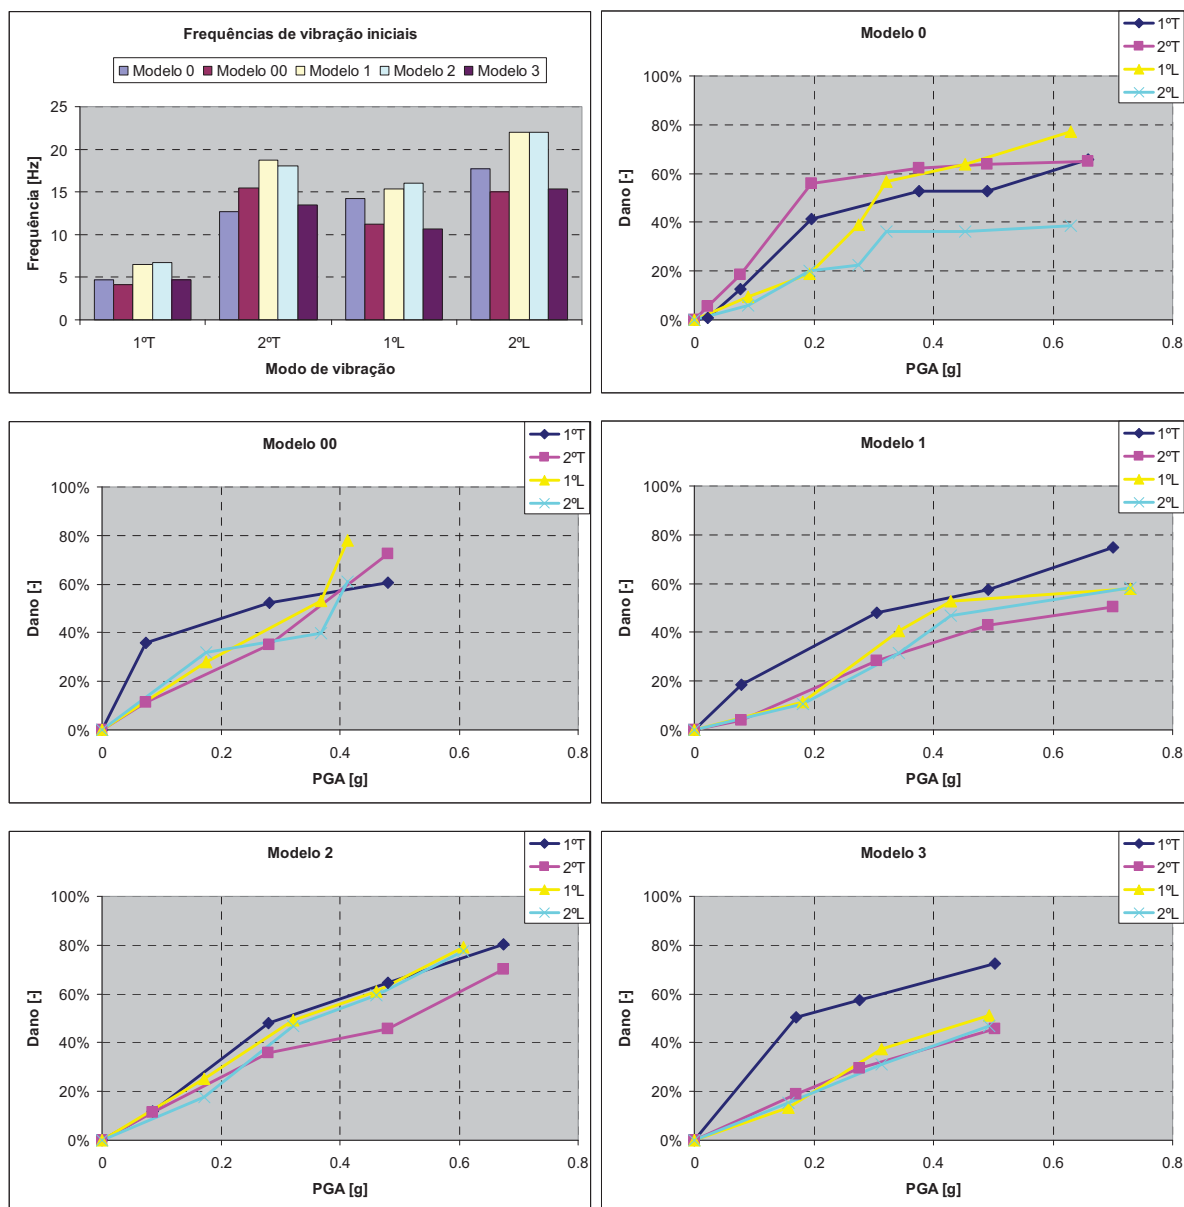 Frequências de vibração iniciais
Modelo 0 Modelo 00 Modelo 1 Modelo 2 Modelo 3
Frequência [Hz]
25
20
15
10
5
0
1ºT 2ºT 1ºL 2ºL
Modo de vibração
Modelo 0
1ºT
2ºT
1ºL
2ºL
Dano [-]
100%
80%
60%
40%
20%
0%
0 0.2 0.4 0.6 0.8
PGA [g]
Modelo 00
1ºT
2ºT
1ºL
2ºL
Dano [-]
100%
80%
60%
40%
20%
0%
0 0.2 0.4 0.6 0.8
PGA [g]
Modelo 1
1ºT
2ºT
1ºL
2ºL
Dano [-]
100%
80%
60%
40%
20%
0%
0 0.2 0.4 0.6 0.8
PGA [g]
Modelo 2
1ºT
2ºT
1ºL
2ºL
Dano [-]
100%
80%
60%
40%
20%
0%
0 0.2 0.4 0.6 0.8
PGA [g]
Modelo 3
1ºT
2ºT
1ºL
2ºL
Dano [-]
100%
80%
60%
40%
20%
0%
0 0.2 0.4 0.6 0.8
PGA [g]